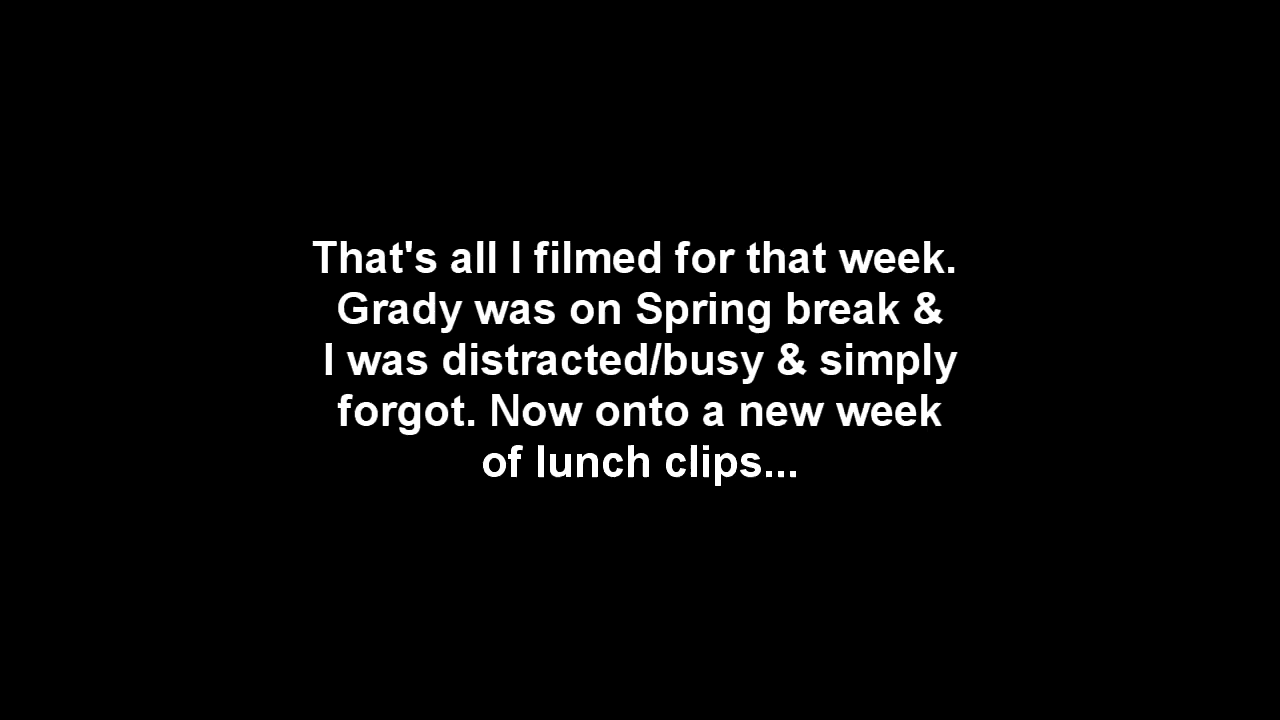 That's all I filmed for that week.
Grady was on Spring break &
I was distracted/busy & simply
forgot. Now onto a new week
of lunch clips...